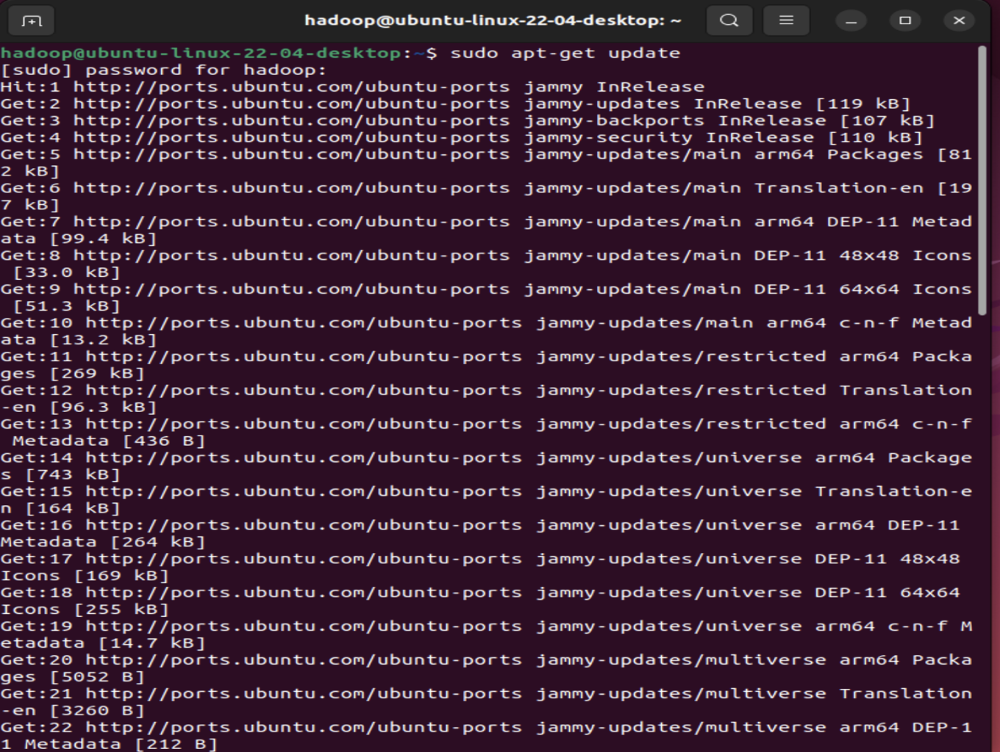 hadoop@ubuntu-linux-22-04-desktop: ~
hadoop@ubuntu-linux-22-04-desktop:~$ sudo apt-get update
[sudo] password for hadoop:
Hit:1 http://ports.ubuntu.com/ubuntu-ports jammy InRelease
Get:2 http://ports.ubuntu.com/ubuntu-ports jammy-updates InRelease [119 kB]
Get:3 http://ports.ubuntu.com/ubuntu-ports jammy-backports InRelease [107 kB]
Get:4 http://ports.ubuntu.com/ubuntu-ports jammy-security InRelease [110 kB]
Get:5 http://ports.ubuntu.com/ubuntu-ports jammy-updates/main arm64 Packages [81
2 kB]
Get:6 http://ports.ubuntu.com/ubuntu-ports jammy-updates/main Translation-en [19
7 kB]
Get:7 http://ports.ubuntu.com/ubuntu-ports jammy-updates/main arm64 DEP-11 Metad
ata [99.4 kB]
Get:8 http://ports.ubuntu.com/ubuntu-ports jammy-updates/main DEP-11 48x48 Icons
 [33.0 kB]
Get:9 http://ports.ubuntu.com/ubuntu-ports jammy-updates/main DEP-11 64x64 Icons
 [51.3 kB]
Get:10 http://ports.ubuntu.com/ubuntu-ports jammy-updates/main arm64 c-n-f Metad
ata [13.2 kB]
Get:11 http://ports.ubuntu.com/ubuntu-ports jammy-updates/restricted arm64 Packa
ges [269 kB]
Get:12 http://ports.ubuntu.com/ubuntu-ports jammy-updates/restricted Translation
-en [96.3 kB]
Get:13 http://ports.ubuntu.com/ubuntu-ports jammy-updates/restricted arm64 c-n-f
 Metadata [436 B]
Get:14 http://ports.ubuntu.com/ubuntu-ports jammy-updates/universe arm64 Package
s [743 kB]
Get:15 http://ports.ubuntu.com/ubuntu-ports jammy-updates/universe Translation-e
n [164 kB]
Get:16 http://ports.ubuntu.com/ubuntu-ports jammy-updates/universe arm64 DEP-11
Metadata [264 kB]
Get:17 http://ports.ubuntu.com/ubuntu-ports jammy-updates/universe DEP-11 48x48
Icons [169 kB]
Get:18 http://ports.ubuntu.com/ubuntu-ports jammy-updates/universe DEP-11 64x64
Icons [255 kB]
Get:19 http://ports.ubuntu.com/ubuntu-ports jammy-updates/universe arm64 c-n-f M
etadata [14.7 kB]
Get:20 http://ports.ubuntu.com/ubuntu-ports jammy-updates/multiverse arm64 Packa
ges [5052 B]
Get:21 http://ports.ubuntu.com/ubuntu-ports jammy-updates/multiverse Translation
-en [3260 B]
Get:22 http://ports.ubuntu.com/ubuntu-ports jammy-updates/multiverse arm64 DEP-1
1 Metadata [212 B]